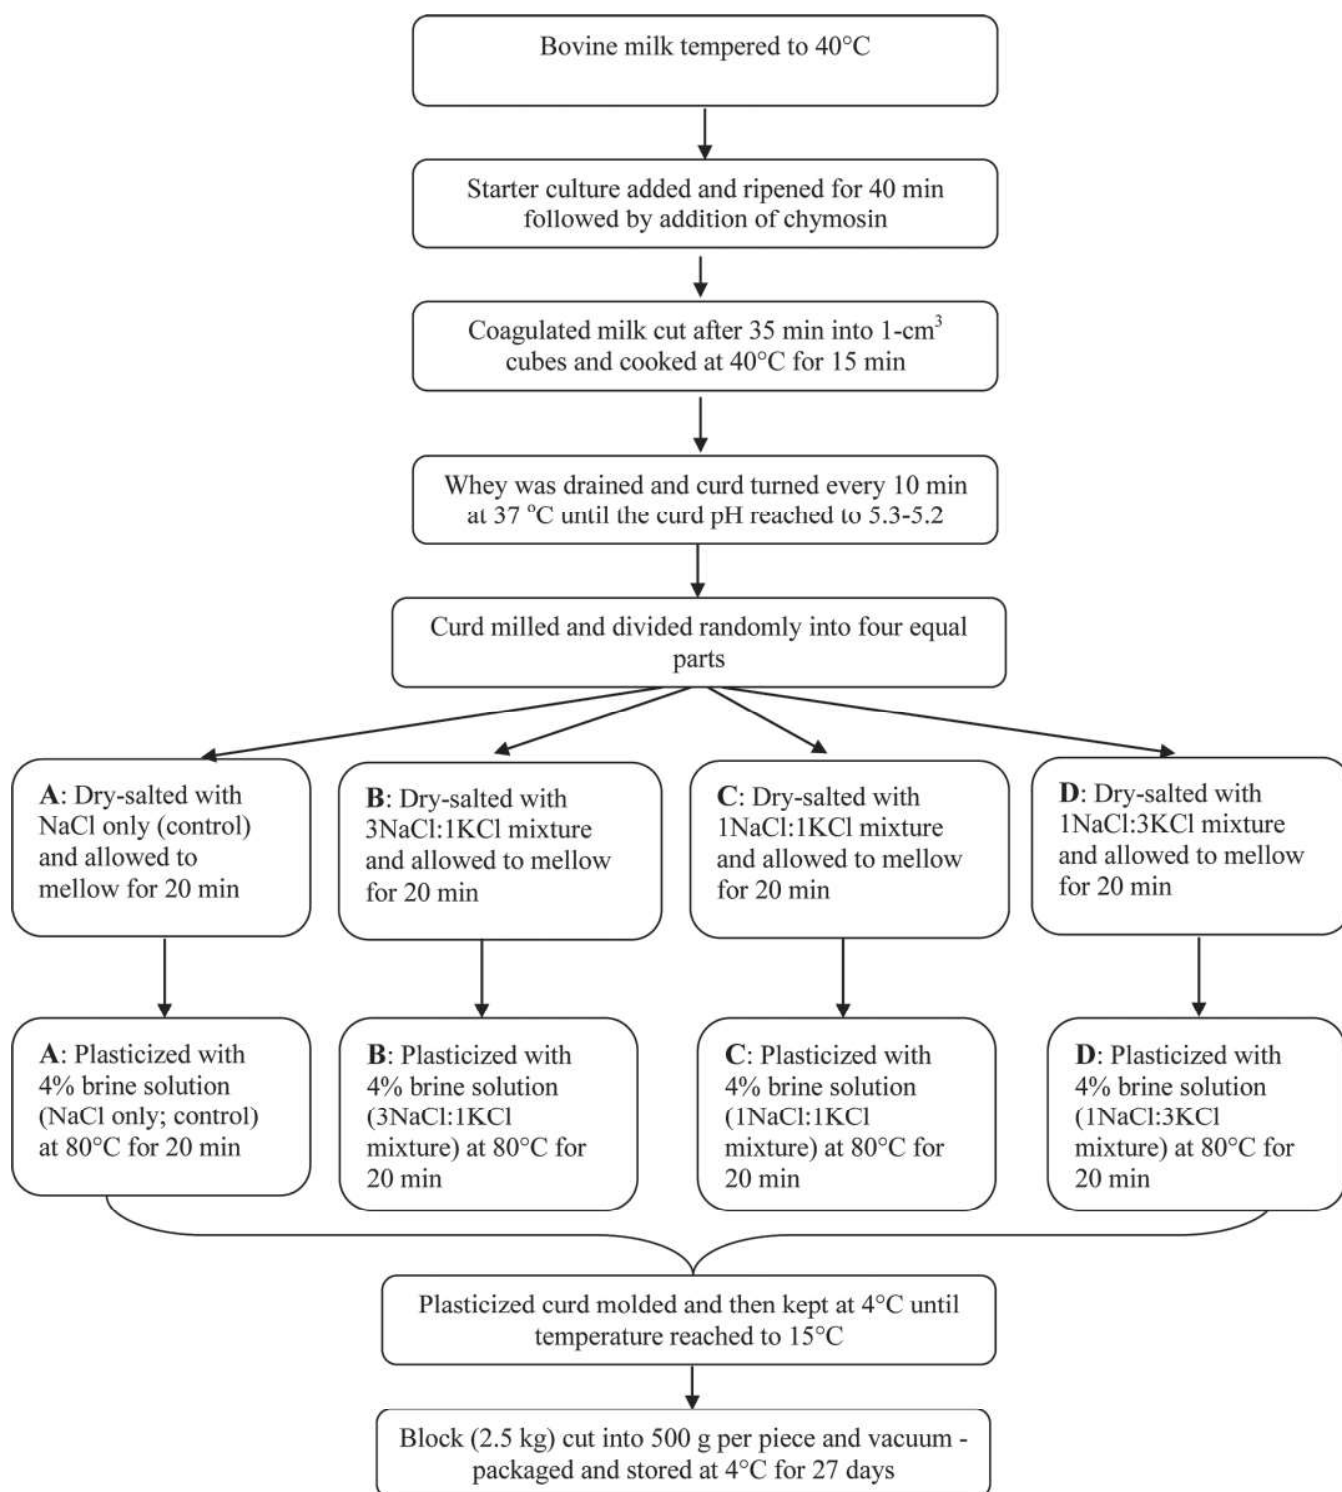 Bovine milk tempered to 40°C
Starter culture added and ripened for 40 min
followed by addition of chymosin
Coagulated milk cut after 35 min into 1-cm³
cubes and cooked at 40°C for 15 min
Whey was drained and curd turned every 10 min
at 37 °C until the curd pH reached to 5.3-5.2
Curd milled and divided randomly into four equal
parts
A: Dry-salted with
NaCl only (control)
and allowed to
mellow for 20 min
B: Dry-salted with
3NaCl:1KCl mixture
and allowed to mellow
for 20 min
C: Dry-salted with
1NaCl:1KCl mixture
and allowed to mellow
for 20 min
D: Dry-salted with
1NaCl:3KCl mixture
and allowed to mellow
for 20 min
A: Plasticized with
4% brine solution
(NaCl only; control)
at 80°C for 20 min
B: Plasticized with
4% brine solution
(3NaCl:1KCl
mixture) at 80°C for
20 min
C: Plasticized with
4% brine solution
(1NaCl:1KCl
mixture) at 80°C for
20 min
D: Plasticized with
4% brine solution
(1NaCl:3KCl
mixture) at 80°C for
20 min
Plasticized curd molded and then kept at 4°C until
temperature reached to 15°C
Block (2.5 kg) cut into 500 g per piece and vacuum -
packaged and stored at 4°C for 27 days